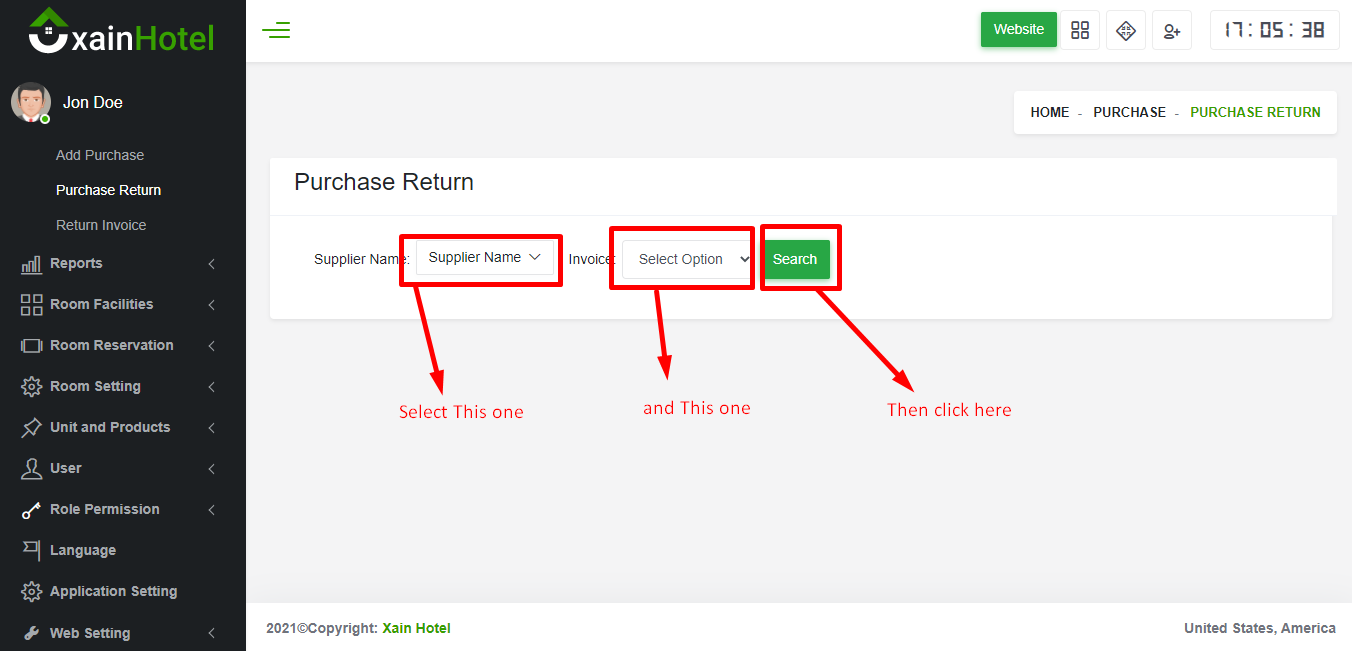 xainHotel
Website
17:05:38
Jon Doe
HOME - PURCHASE - PURCHASE RETURN
Add Purchase
Purchase Return
Return Invoice
Reports
Room Facilities
Room Reservation
Room Setting
Unit and Products
User
Role Permission
Language
Application Setting
Web Setting
Purchase Return
Supplier Name: Supplier Name Invoice: Select Option Search
Select This one
and This one
Then click here
2021©Copyright: Xain Hotel
United States, America